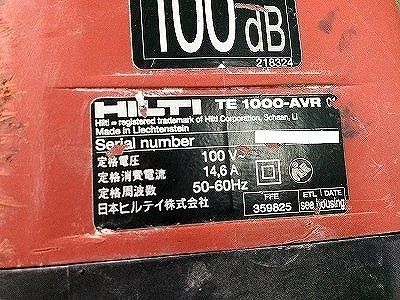 100 dB
218324
HILTI TE 1000-AVR
Hilti = registered trademark of Hilti Corporation, Schaan, LI
Made in Liechtenstein
Serial number
定格電圧 100 V~
定格消費電流 14,6 A
定格周波数 50-60Hz
日本ヒルティ株式会社
FFE ETL DATE
359825 see housing